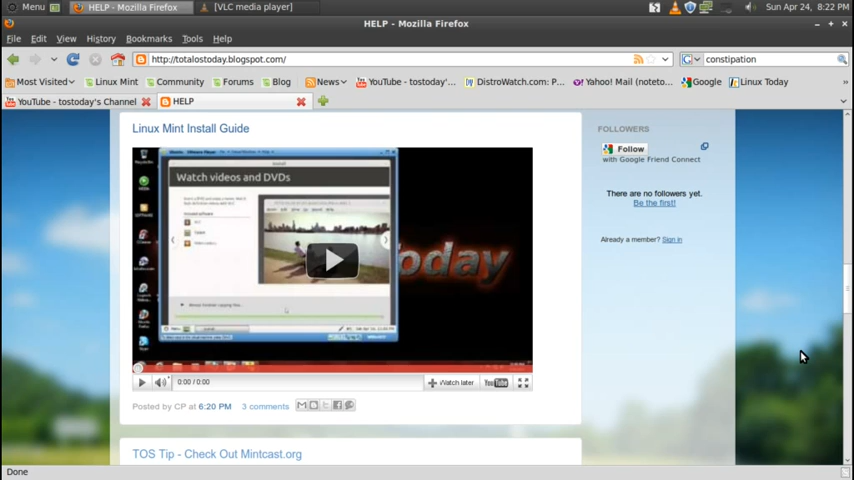 Menu HELP - Mozilla Firefox [VLC media player] Sun Apr 24, 8:22 PM
HELP - Mozilla Firefox
File Edit View History Bookmarks Tools Help
http://totalostoday.blogspot.com/ constipation
Most Visited Linux Mint Community Forums Blog News YouTube - tostoday'... DistroWatch.com: P... Yahoo! Mail (noteto... Google Linux Today
YouTube - tostoday's Channel HELP
Linux Mint Install Guide
Watch videos and DVDs
oday
0:00 / 0:00 Watch later YouTube
Posted by CP at 6:20 PM 3 comments
TOS Tip - Check Out Mintcast.org
FOLLOWERS
Follow
with Google Friend Connect
There are no followers yet.
Be the first!
Already a member? Sign in
Done